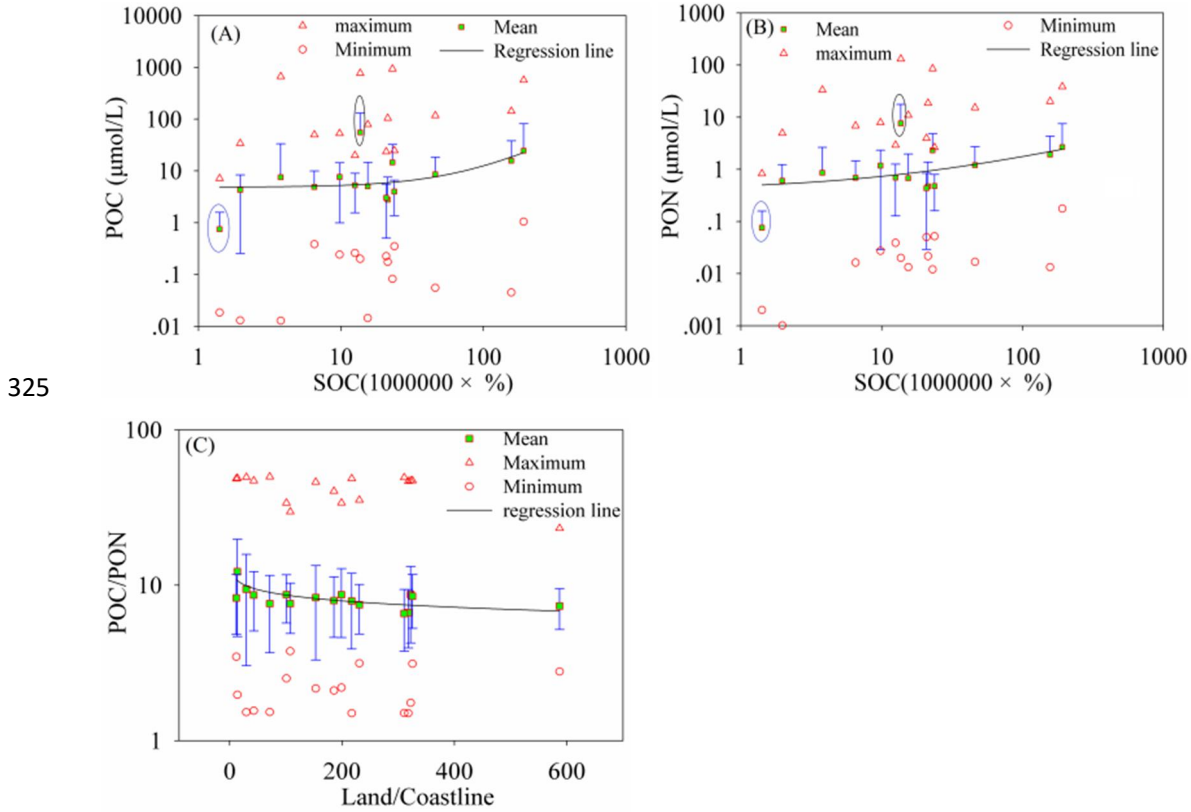 10000
1000
100
10
1
.1
.01
POC (μmol/L)
(A)
maximum
Minimum
Mean
Regression line
1 10 100 1000
SOC(1000000 × %)
1000
100
10
1
.1
.01
.001
PON (μmol/L)
(B)
Mean
maximum
Minimum
Regression line
1 10 100 1000
SOC(1000000 × %)
325
100
10
1
POC/PON
(C)
Mean
Maximum
Minimum
regression line
0 200 400 600
Land/Coastline